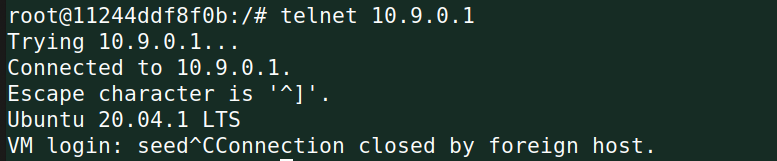 root@11244ddf8f0b:/# telnet 10.9.0.1
Trying 10.9.0.1...
Connected to 10.9.0.1.
Escape character is '^]'.
Ubuntu 20.04.1 LTS
VM login: seed^CConnection closed by foreign host.